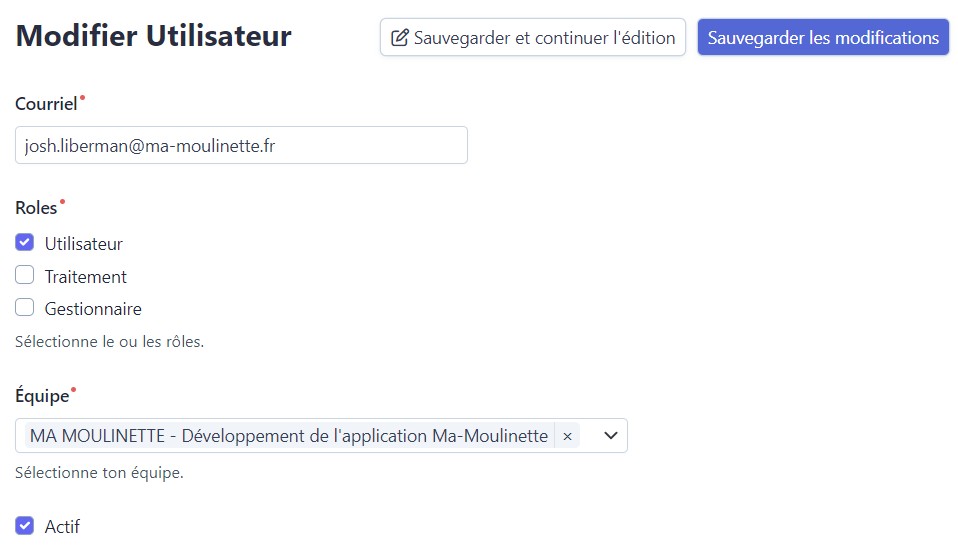 Modifier Utilisateur
Sauvegarder et continuer l'édition
Sauvegarder les modifications
Courriel
josh.liberman@ma-moulinette.fr
Roles
Utilisateur
Traitement
Gestionnaire
Sélectionne le ou les rôles.
Équipe
MA MOULINETTE - Développement de l'application Ma-Moulinette ×
Sélectionne ton équipe.
Actif